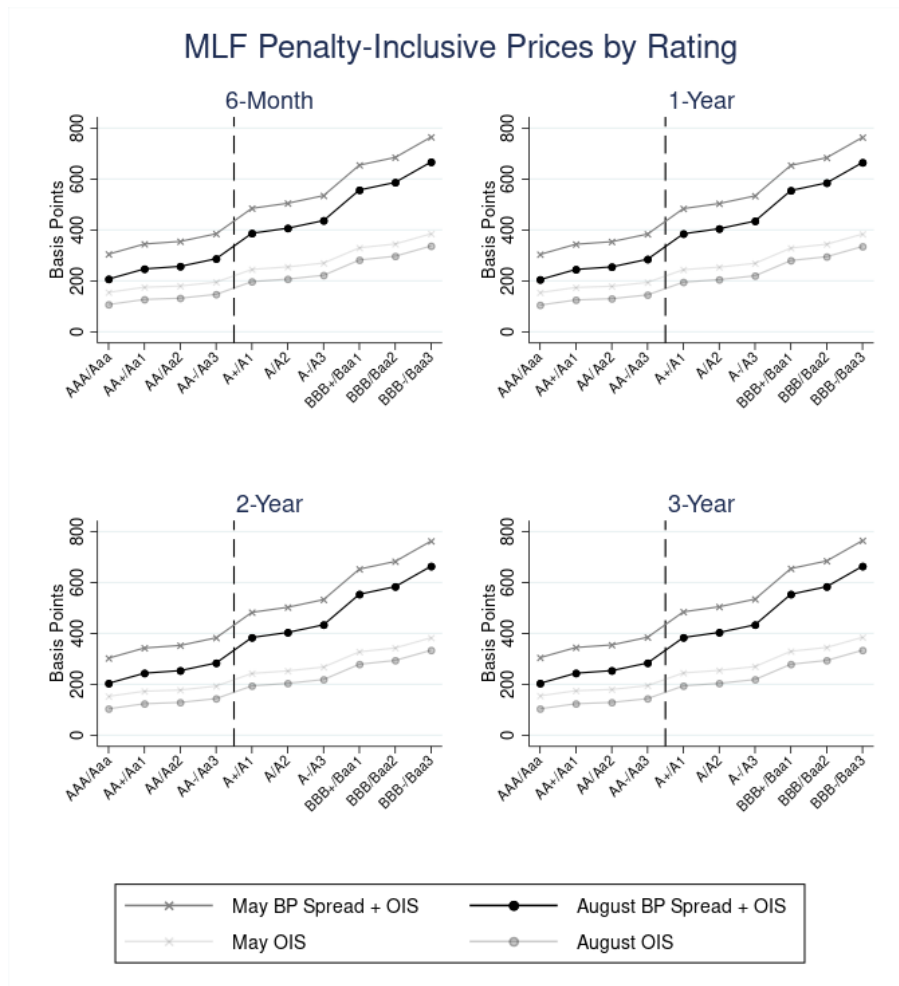 MLF Penalty-Inclusive Prices by Rating
6-Month
Basis Points
800
600
400
200
0
AAA/Aaa
AA+/Aa1
AA/Aa2
AA-/Aa3
A+/A1
A/A2
A-/A3
BBB+/Baa1
BBB/Baa2
BBB-/Baa3
1-Year
Basis Points
800
600
400
200
0
AAA/Aaa
AA+/Aa1
AA/Aa2
AA-/Aa3
A+/A1
A/A2
A-/A3
BBB+/Baa1
BBB/Baa2
BBB-/Baa3
2-Year
Basis Points
800
600
400
200
0
AAA/Aaa
AA+/Aa1
AA/Aa2
AA-/Aa3
A+/A1
A/A2
A-/A3
BBB+/Baa1
BBB/Baa2
BBB-/Baa3
3-Year
Basis Points
800
600
400
200
0
AAA/Aaa
AA+/Aa1
AA/Aa2
AA-/Aa3
A+/A1
A/A2
A-/A3
BBB+/Baa1
BBB/Baa2
BBB-/Baa3
May BP Spread + OIS
August BP Spread + OIS
May OIS
August OIS